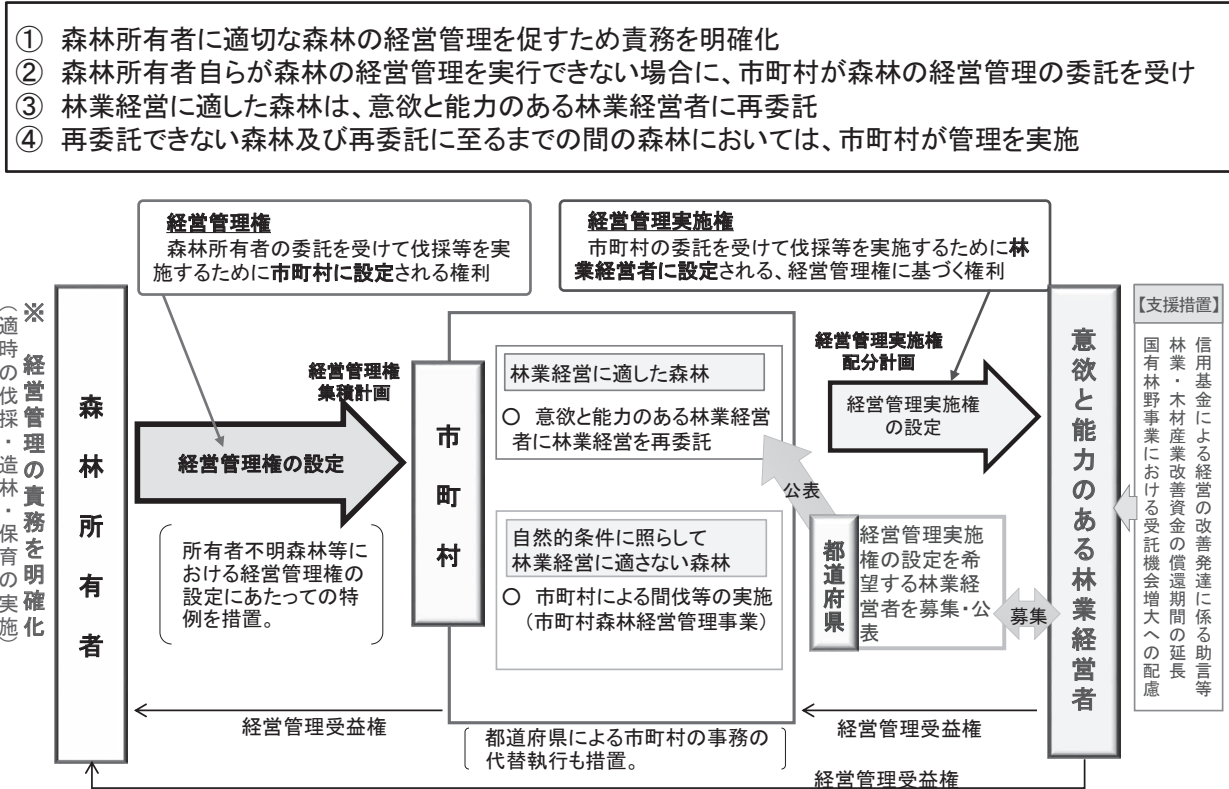 ① 森林所有者に適切な森林の経営管理を促すため責務を明確化
② 森林所有者自らが森林の経営管理を実行できない場合に、市町村が森林の経営管理の委託を受け
③ 林業経営に適した森林は、意欲と能力のある林業経営者に再委託
④ 再委託できない森林及び再委託に至るまでの間の森林においては、市町村が管理を実施
経営管理権
森林所有者の委託を受けて伐採等を実
施するために市町村に設定される権利
経営管理実施権
市町村の委託を受けて伐採等を実施するために林
業経営者に設定される、経営管理権に基づく権利
※ 経営管理の責務を明確化
（適時の伐採・造林・保育の実施）
森林所有者
経営管理権
集積計画
経営管理権の設定
所有者不明森林等に
おける経営管理権の
設定にあたっての特
例を措置。
市町村
林業経営に適した森林
○ 意欲と能力のある林業経営
者に林業経営を再委託
自然的条件に照らして
林業経営に適さない森林
○ 市町村による間伐等の実施
（市町村森林経営管理事業）
経営管理実施権
配分計画
経営管理実施権
の設定
公表
都道府県
経営管理実施
権の設定を希
望する林業経
営者を募集・公
表
募集
意欲と能力のある林業経営者
【支援措置】
信用基金による経営の改善発達に係る助言等
林業・木材産業改善資金の償還期間の延長
国有林野事業における受託機会増大への配慮
経営管理受益権
都道府県による市町村の事務の
代替執行も措置。
経営管理受益権
経営管理受益権